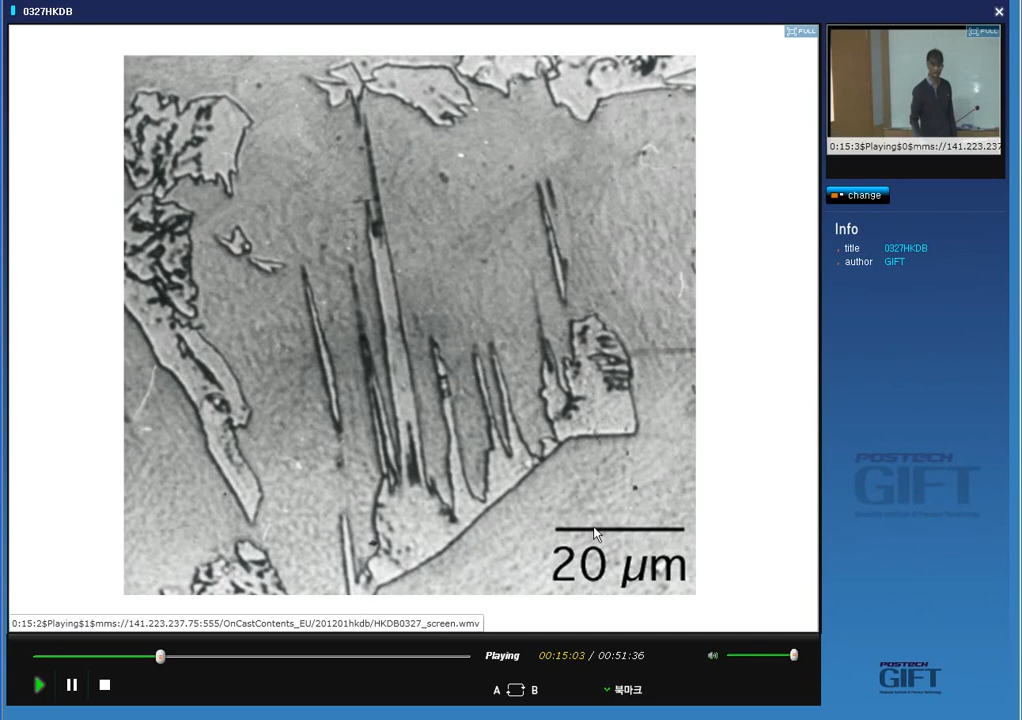 0327HKDB
FULL
FULL
0:15:3$Playing$0$mms://141.223.237
change
Info
title 0327HKDB
author GIFT
20 μm
0:15:2$Playing$1$mms://141.223.237.75:555/OnCastContents_EU/201201hkdb/HKDB0327_screen.wmv
Playing 00:15:03 / 00:51:36
A B
북마크
POSTECH
GIFT
POSTECH
GIFT